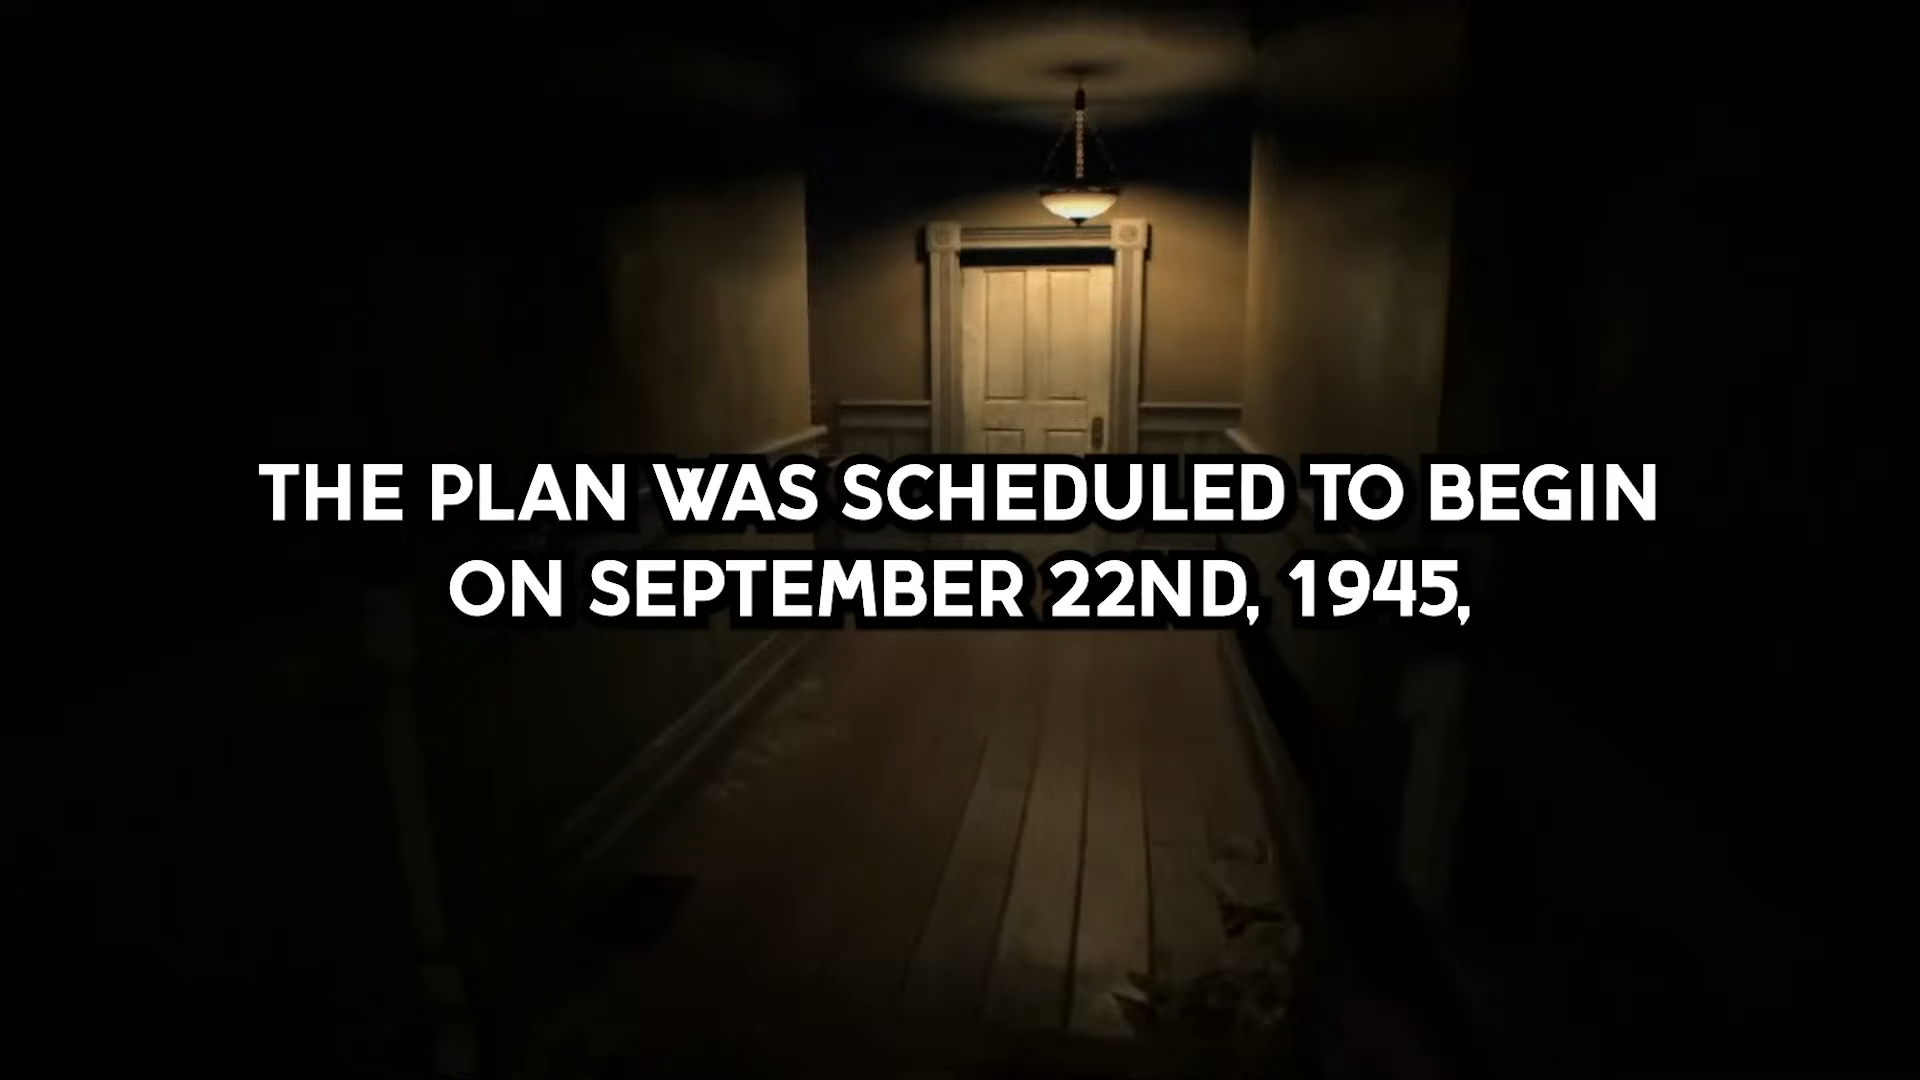 THE PLAN WAS SCHEDULED TO BEGIN
ON SEPTEMBER 22ND, 1945,